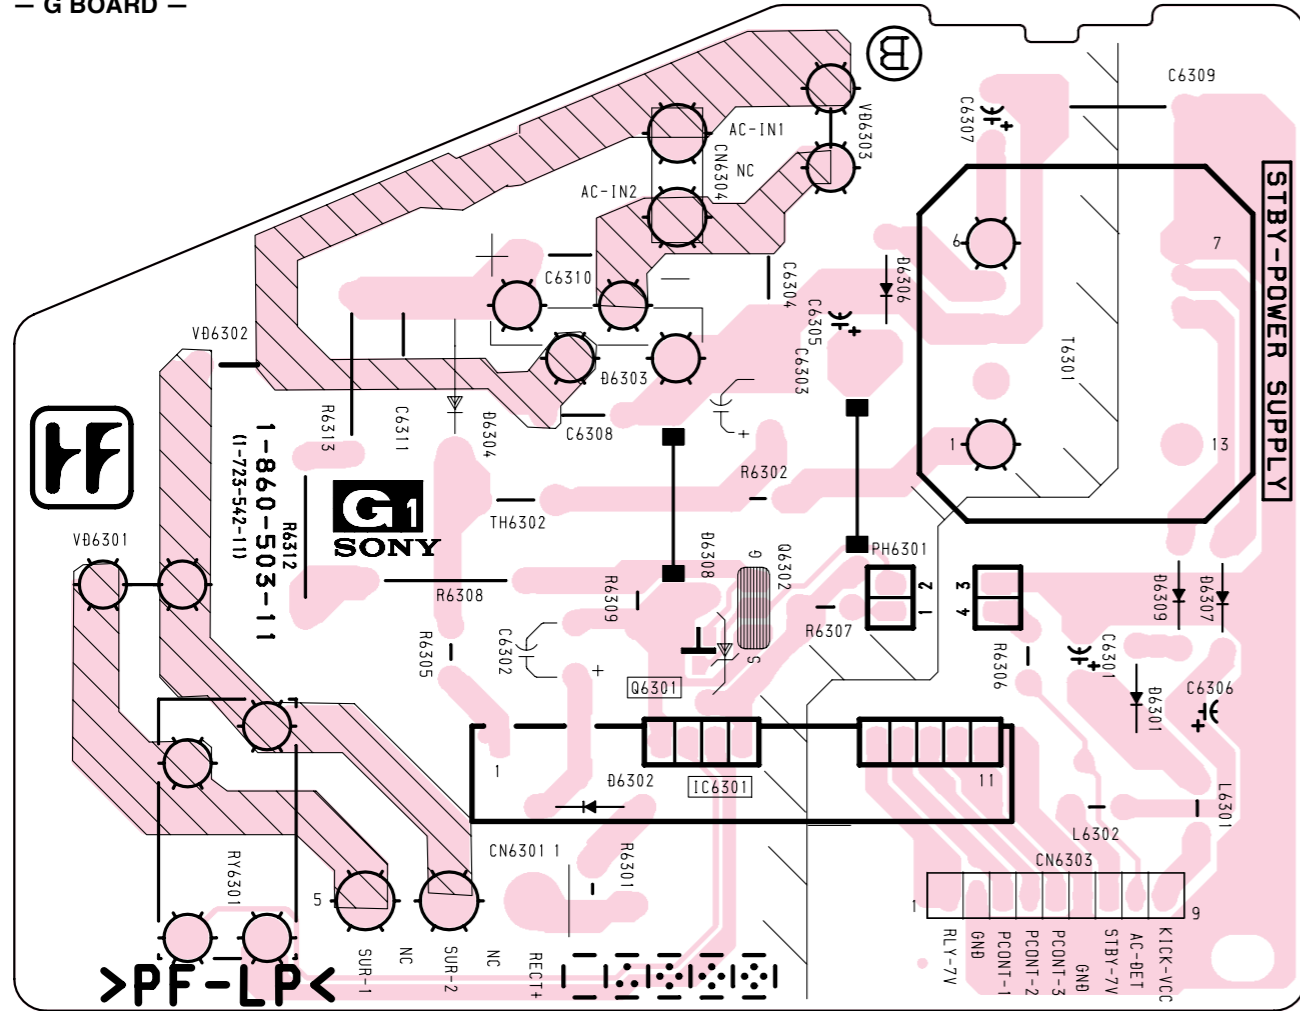 — G BOARD —
B
C6309
C6307
VD6303
AC-IN1
CN6304
NC
AC-IN2
STBY-POWER SUPPLY
6
7
C6310
C6304
D6306
C6305
VD6302
T6301
D6303
C6303
R6313
C6311
D6304
C6308
1
13
1-860-503-11
(1-723-542-11)
R6302
G1
SONY
TH6302
R6312
VD6301
D6308
G
Q6302
PH6301
R6308
R6309
1 2
3
4
D6309
D6307
R6307
R6305
C6302
S
R6306
C6301
Q6301
D6301
C6306
1
D6302
IC6301
11
L6301
L6302
RY6301
CN6301 1
R6301
CN6303
5
1
9
SUR-1
NC
SUR-2
NC
RECT+
RLY-7V
GND
PCONT-1
PCONT-2
PCONT-3
GND
STBY-7V
AC-DET
KICK-VCC
>PF-LP<